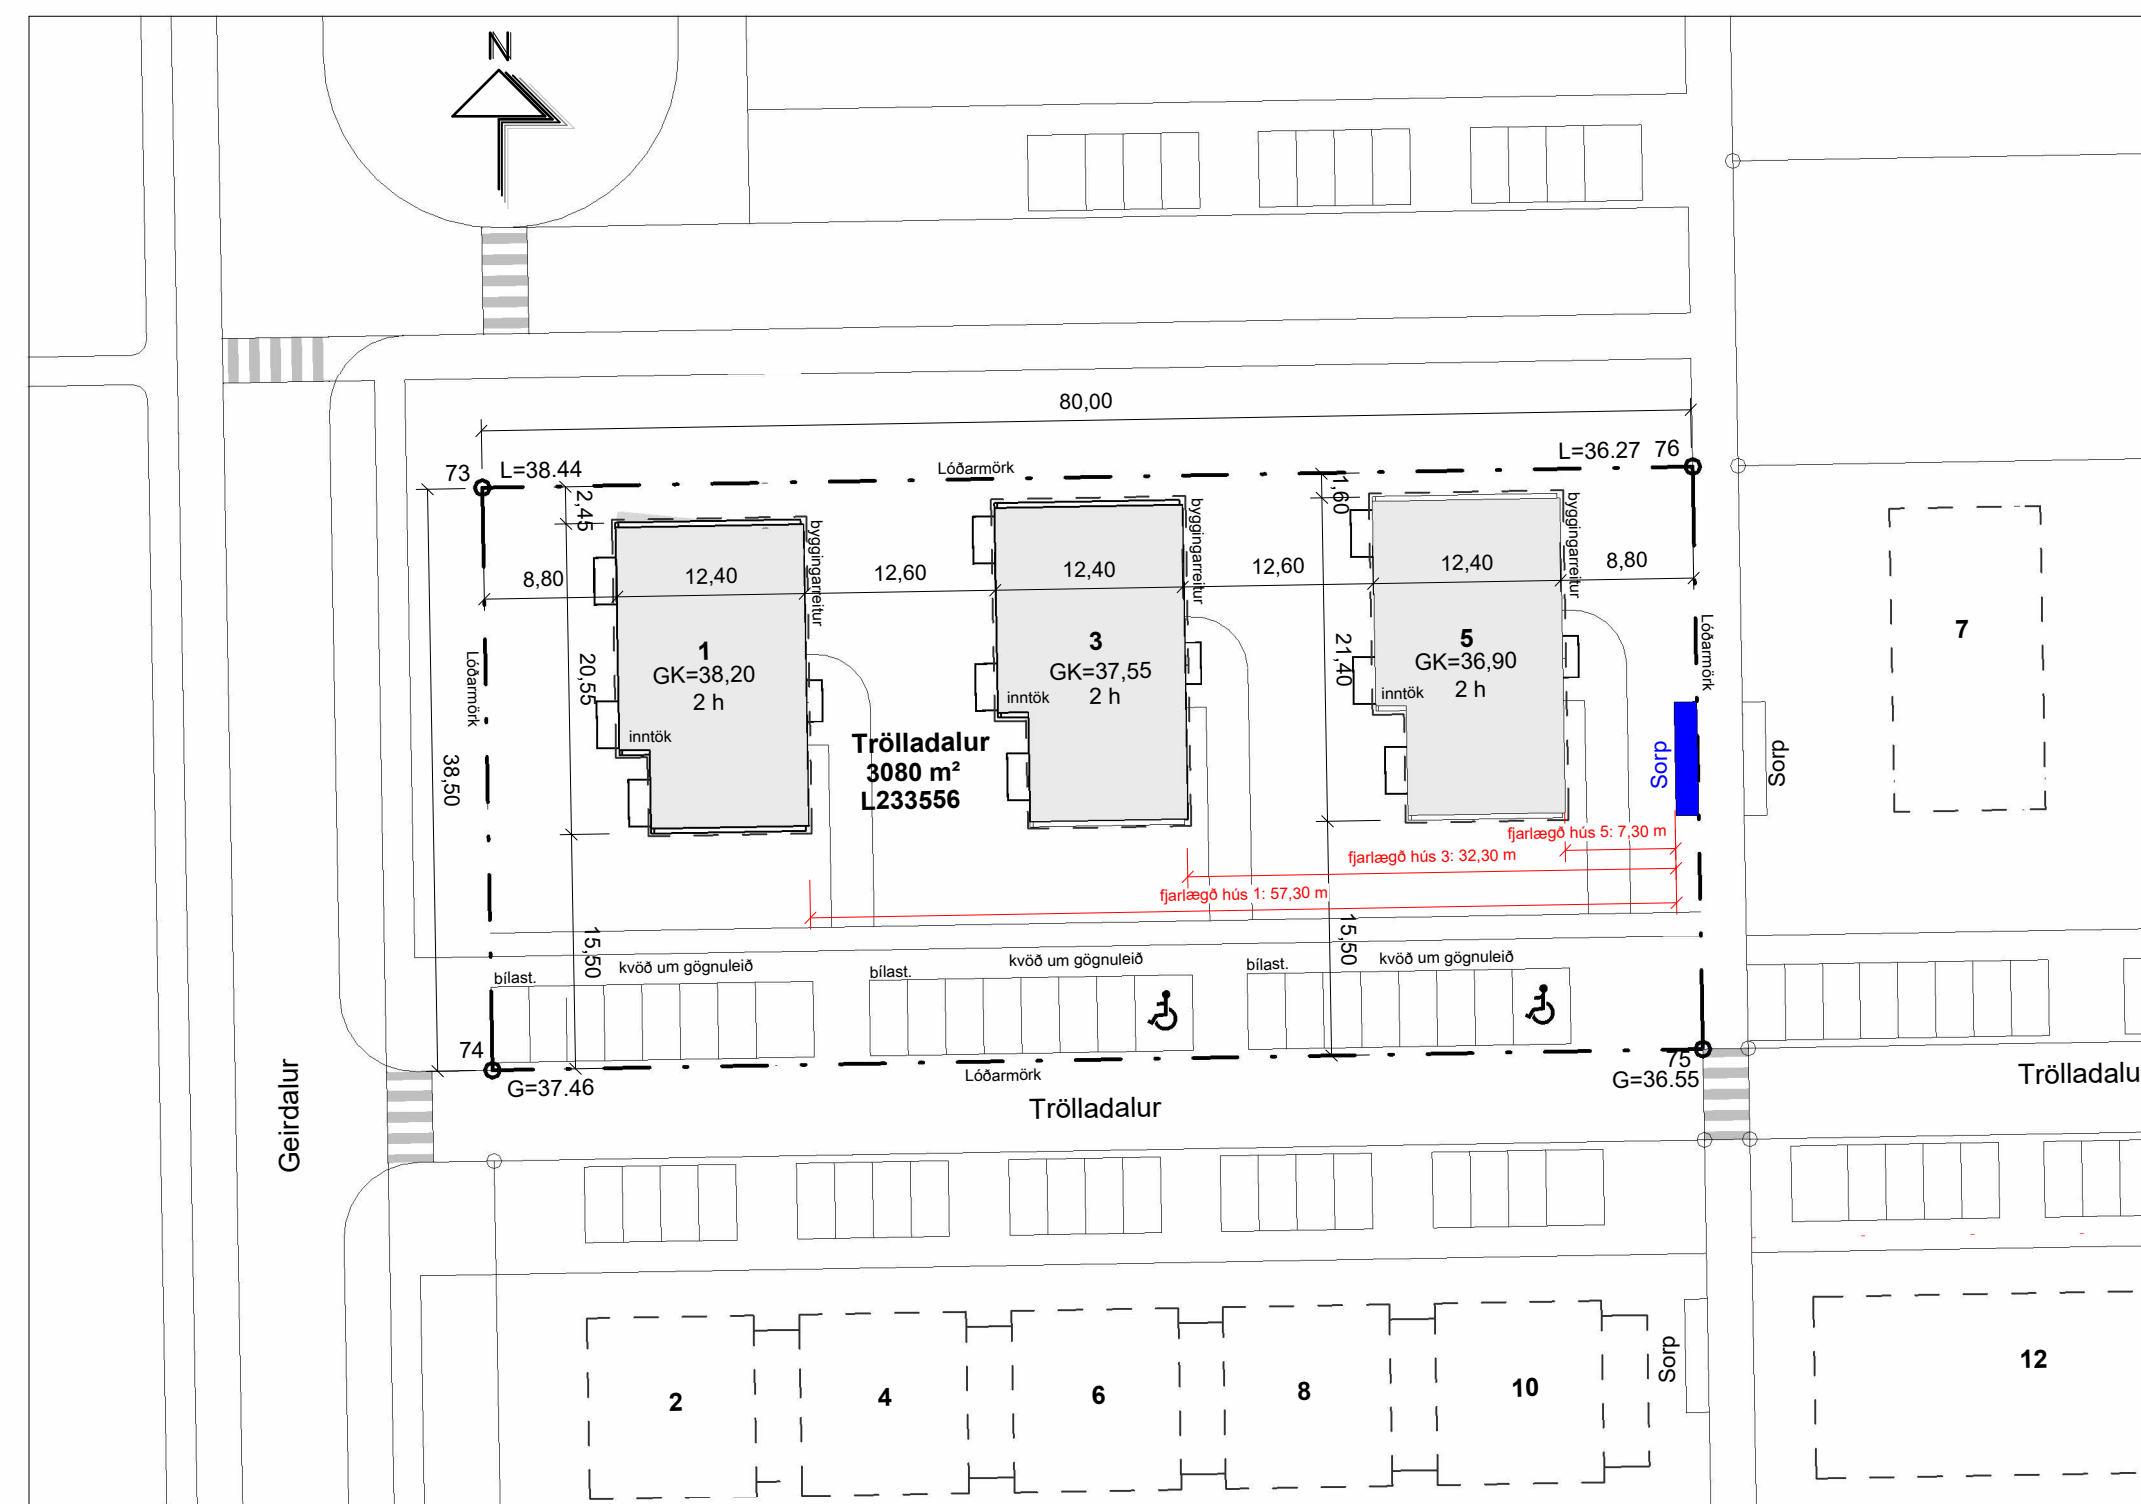 N
80,00
73
L=38.44
Lóðarmörk
L=36.27
76
2,45
1,60
byggingarreitur
byggingarreitur
byggingarreitur
8,80
12,40
12,60
12,40
12,60
12,40
8,80
1
GK=38,20
2 h
inntök
3
GK=37,55
2 h
inntök
5
GK=36,90
2 h
inntök
7
Lóðarmörk
Lóðarmörk
20,55
21,40
38,50
Trölladalur
3080 m²
L233556
Sorp
Sorp
fjarlægð hús 5: 7,30 m
fjarlægð hús 3: 32,30 m
fjarlægð hús 1: 57,30 m
15,50
15,50
bílast.
kvöð um gögnuleið
bílast.
kvöð um gögnuleið
bílast.
kvöð um gögnuleið
74
G=37.46
Lóðarmörk
75
G=36.55
Geirdalur
Trölladalur
Trölladalu
2
4
6
8
10
Sorp
12